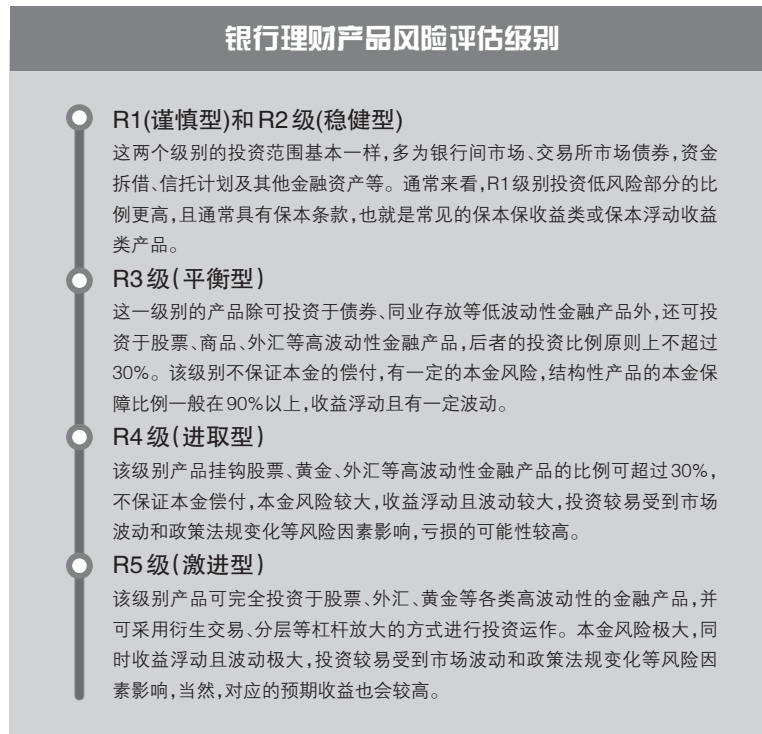 银行理财产品风险评估级别
R1(谨慎型)和R2级(稳健型)
这两个级别的投资范围基本一样,多为银行间市场、交易所市场债券,资金
拆借、信托计划及其他金融资产等。通常来看,R1级别投资低风险部分的比
例更高,且通常具有保本条款,也就是常见的保本保收益类或保本浮动收益
类产品。
R3级(平衡型)
这一级别的产品除可投资于债券、同业存放等低波动性金融产品外,还可投
资于股票、商品、外汇等高波动性金融产品,后者的投资比例原则上不超过
30%。该级别不保证本金的偿付,有一定的本金风险,结构性产品的本金保
障比例一般在90%以上,收益浮动且有一定波动。
R4级(进取型)
该级别产品挂钩股票、黄金、外汇等高波动性金融产品的比例可超过30%,
不保证本金偿付,本金风险较大,收益浮动且波动较大,投资较易受到市场
波动和政策法规变化等风险因素影响,亏损的可能性较高。
R5级(激进型)
该级别产品可完全投资于股票、外汇、黄金等各类高波动性的金融产品,并
可采用衍生交易、分层等杠杆放大的方式进行投资运作。本金风险极大,同
时收益浮动且波动极大,投资较易受到市场波动和政策法规变化等风险因
素影响,当然,对应的预期收益也会较高。